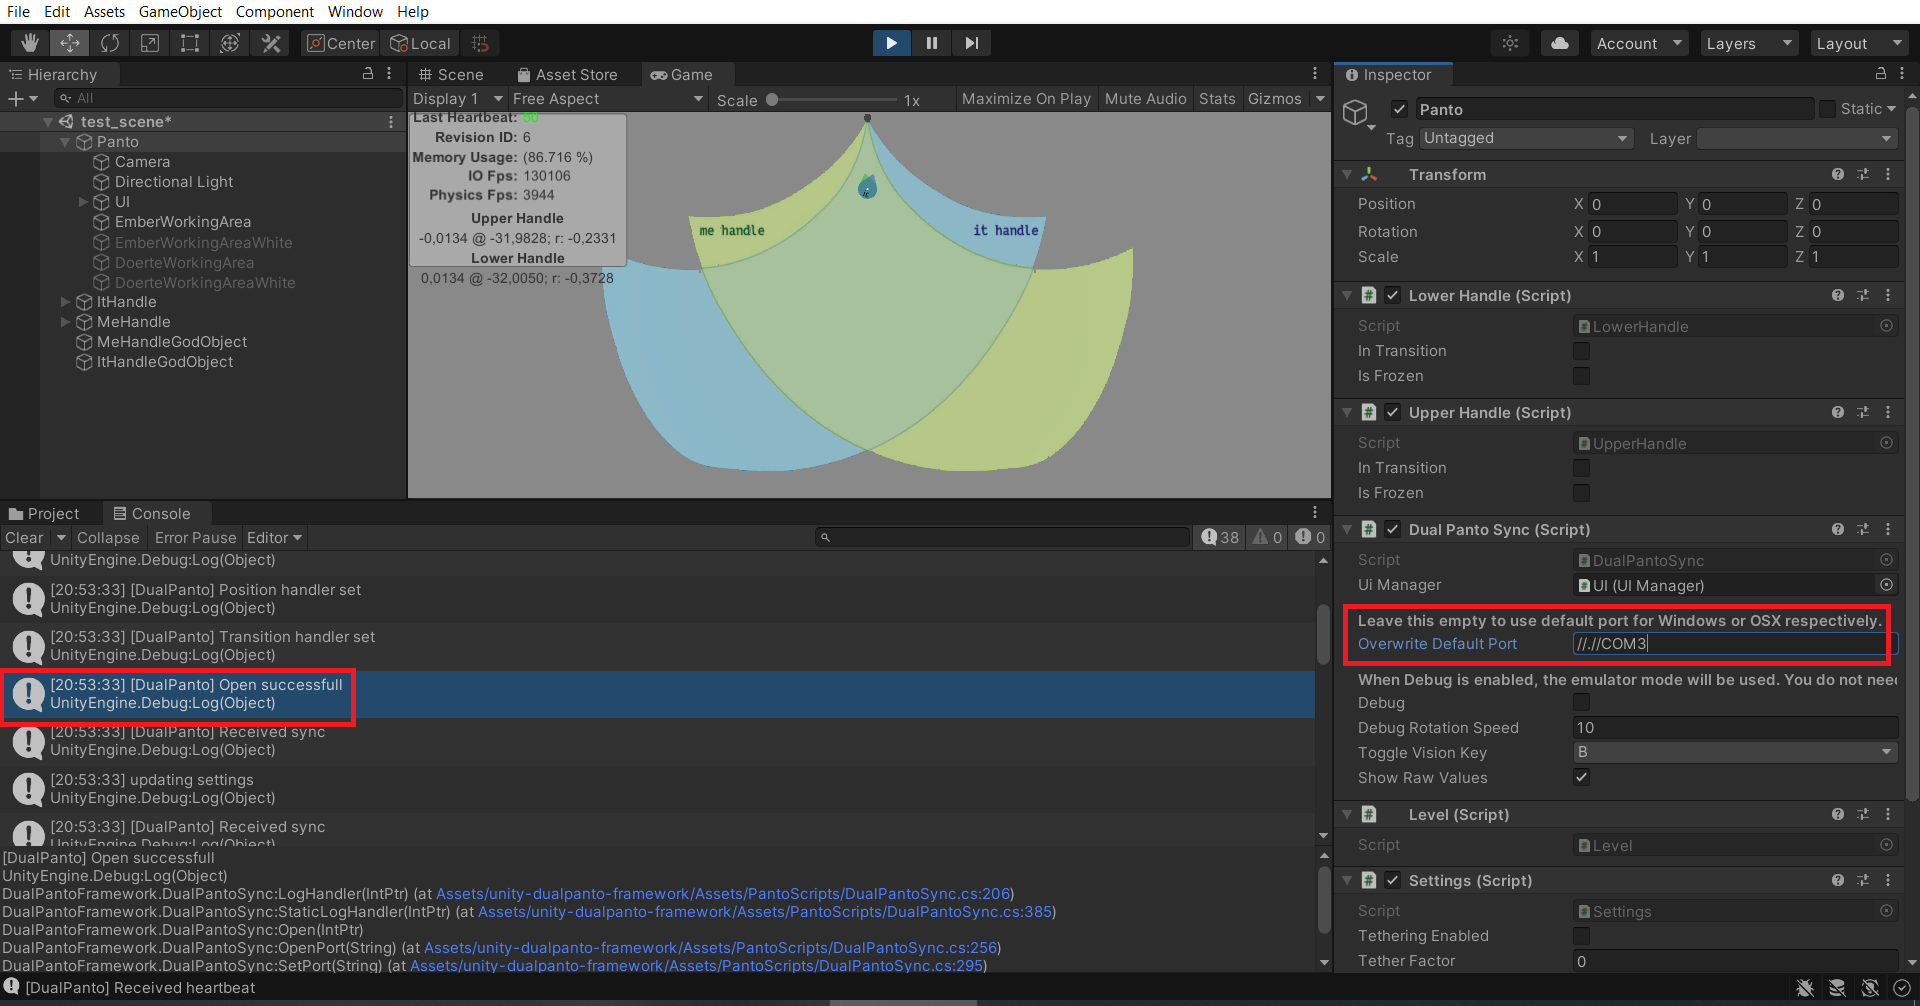 File Edit Assets GameObject Component Window Help
Center Local Account Layers Layout
Hierarchy
All
test_scene*
Panto
Camera
Directional Light
UI
EmberWorkingArea
EmberWorkingAreaWhite
DoerteWorkingArea
DoerteWorkingAreaWhite
ItHandle
MeHandle
MeHandleGodObject
ItHandleGodObject
Scene Asset Store Game
Display 1 Free Aspect Scale 1x Maximize On Play Mute Audio Stats Gizmos
Last Heartbeat: 50
Revision ID: 6
Memory Usage: (86.716 %)
IO Fps: 130106
Physics Fps: 3944
Upper Handle
-0,0134 @ -31,9828; r: -0,2331
Lower Handle
0,0134 @ -32,0050; r: -0,3728
me handle
it handle
Project Console
Clear Collapse Error Pause Editor 38 0 0
UnityEngine.Debug:Log(Object)
[20:53:33] [DualPanto] Position handler set
UnityEngine.Debug:Log(Object)
[20:53:33] [DualPanto] Transition handler set
UnityEngine.Debug:Log(Object)
[20:53:33] [DualPanto] Open successfull
UnityEngine.Debug:Log(Object)
[20:53:33] [DualPanto] Received sync
UnityEngine.Debug:Log(Object)
[20:53:33] updating settings
UnityEngine.Debug:Log(Object)
[20:53:33] [DualPanto] Received sync
UnityEngine.Debug:Log(Object)
[DualPanto] Open successfull
UnityEngine.Debug:Log(Object)
DualPantoFramework.DualPantoSync:LogHandler(IntPtr) (at Assets/unity-dualpanto-framework/Assets/PantoScripts/DualPantoSync.cs:206)
DualPantoFramework.DualPantoSync:StaticLogHandler(IntPtr) (at Assets/unity-dualpanto-framework/Assets/PantoScripts/DualPantoSync.cs:385)
DualPantoFramework.DualPantoSync:Open(IntPtr)
DualPantoFramework.DualPantoSync:OpenPort(String) (at Assets/unity-dualpanto-framework/Assets/PantoScripts/DualPantoSync.cs:256)
DualPantoFramework.DualPantoSync:SetPort(String) (at Assets/unity-dualpanto-framework/Assets/PantoScripts/DualPantoSync.cs:295)
[DualPanto] Received heartbeat
Inspector
Panto Static
Tag Untagged Layer
Transform
Position X 0 Y 0 Z 0
Rotation X 0 Y 0 Z 0
Scale X 1 Y 1 Z 1
Lower Handle (Script)
Script LowerHandle
In Transition
Is Frozen
Upper Handle (Script)
Script UpperHandle
In Transition
Is Frozen
Dual Panto Sync (Script)
Script DualPantoSync
Ui Manager UI (UI Manager)
Leave this empty to use default port for Windows or OSX respectively.
Overwrite Default Port //.//COM3
When Debug is enabled, the emulator mode will be used. You do not nee
Debug
Debug Rotation Speed 10
Toggle Vision Key B
Show Raw Values
Level (Script)
Script Level
Settings (Script)
Script Settings
Tethering Enabled
Tether Factor 0